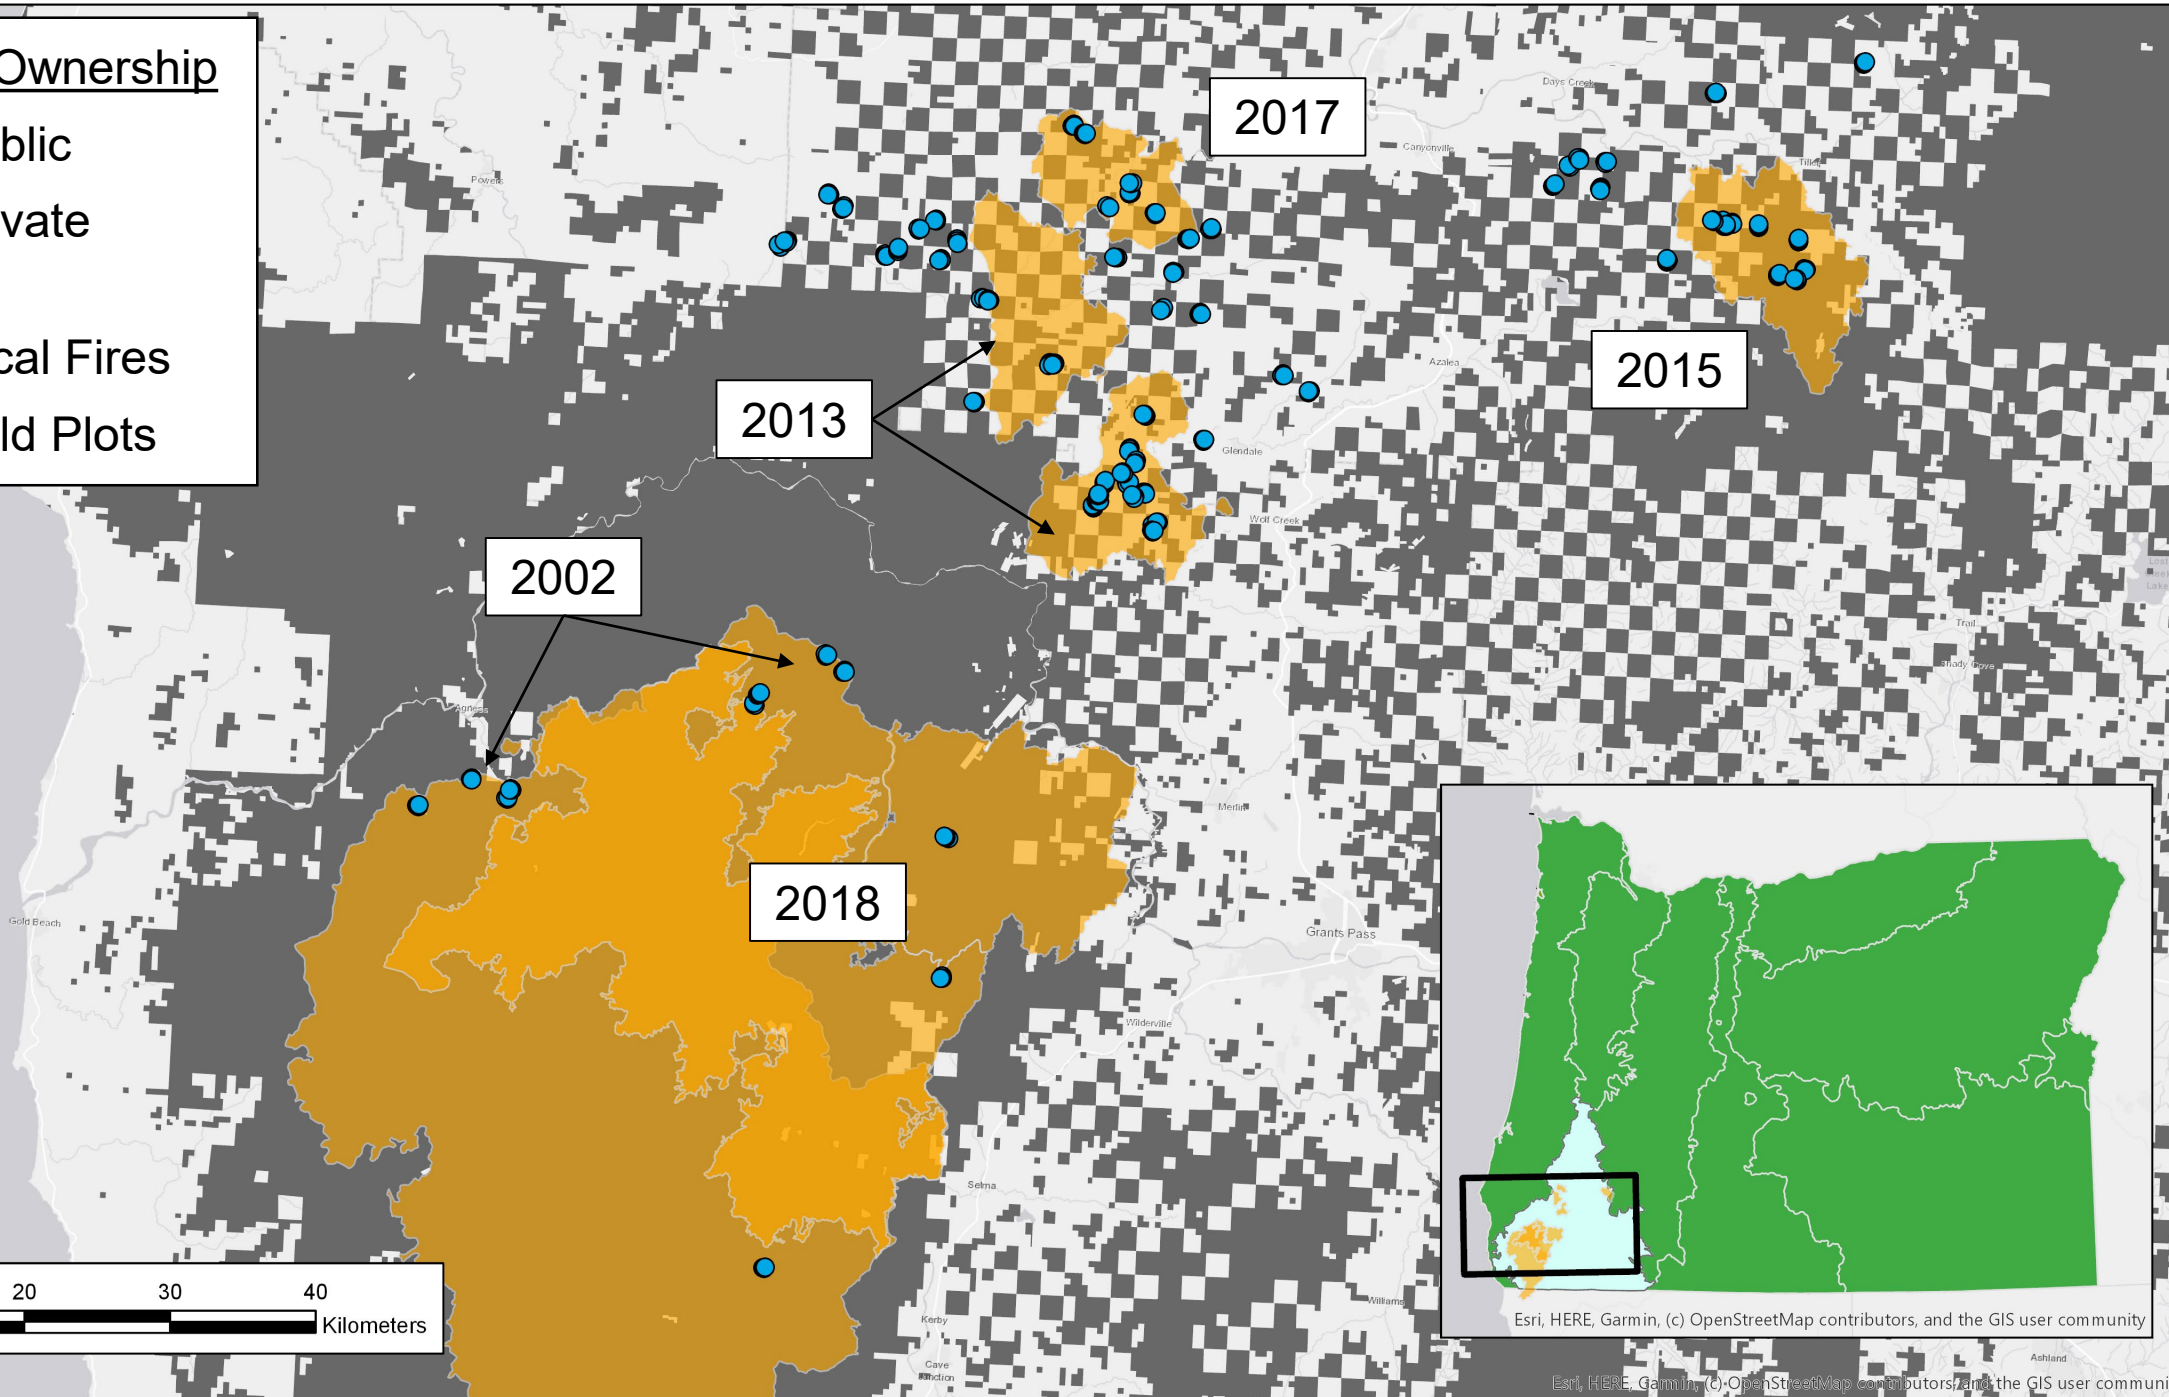 Ownership
blic
vate
cal Fires
ld Plots
2017
Days Creek
Canyonville
Tiller
Powers
2015
Azalea
2013
Glendale
Wolf Creek
2002
Lost
Creek
Lake
Trail
Shady Cove
Agness
Merlin
2018
Gold Beach
Grants Pass
Wilderville
Selma
Williams
Kerby
Cave
Junction
20 30 40
Kilometers
Esri, HERE, Garmin, (c) OpenStreetMap contributors, and the GIS user community
Ashland
Esri, HERE, Garmin, (c) OpenStreetMap contributors, and the GIS user communi